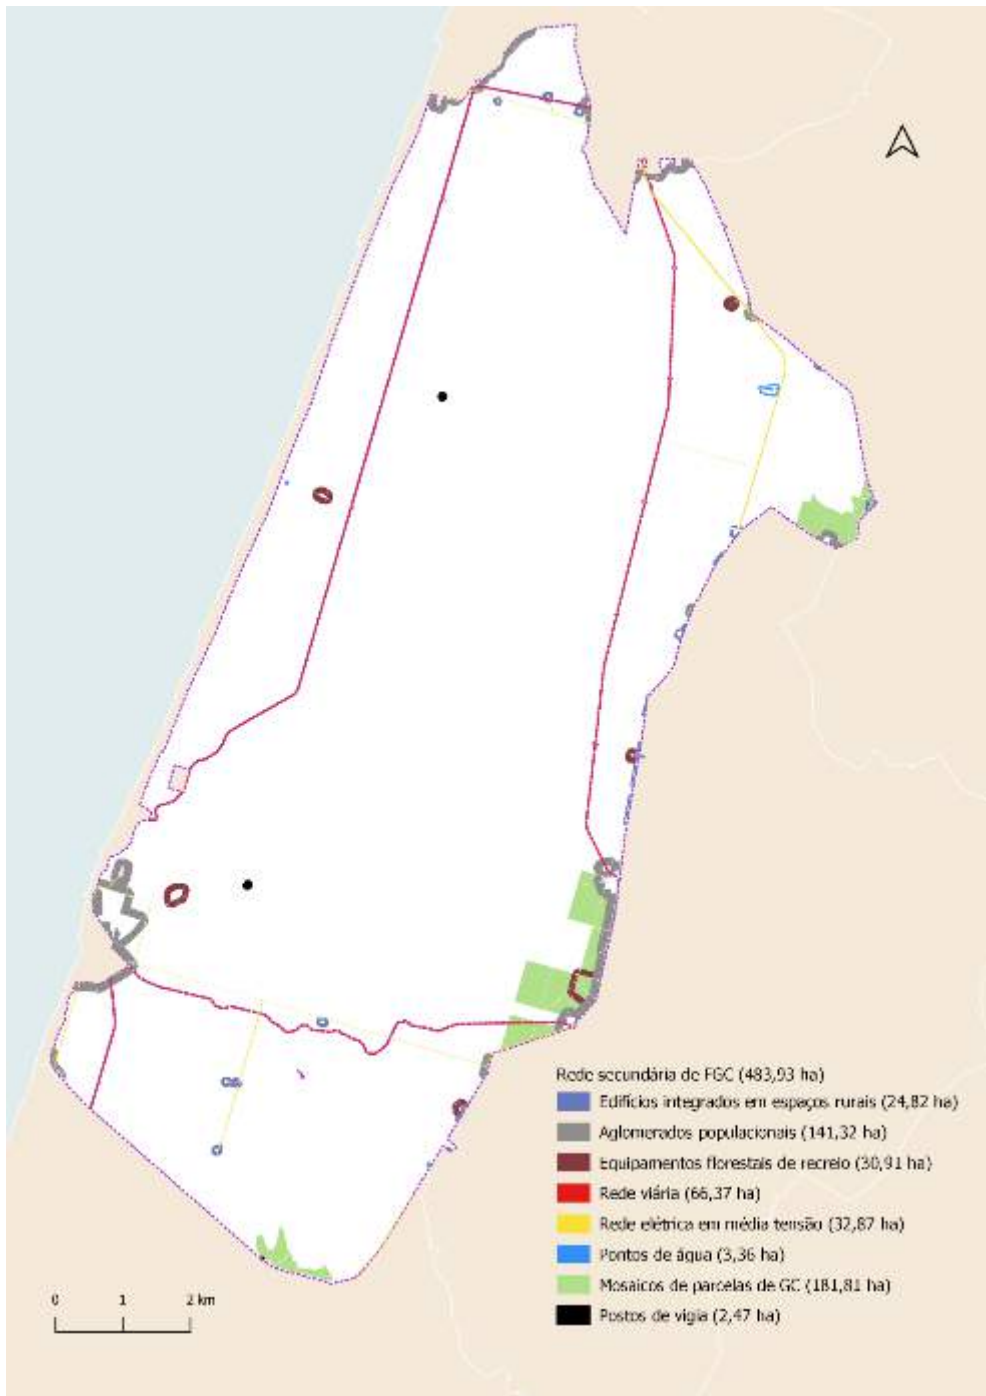 Rede secundária de FGC (483,93 ha)
Edifícios integrados em espaços rurais (24,82 ha)
Aglomerados populacionais (141,32 ha)
Equipamentos florestais de recreio (30,91 ha)
Rede viária (66,37 ha)
Rede elétrica em média tensão (32,87 ha)
Pontos de água (3,36 ha)
Mosaicos de parcelas de GC (181,81 ha)
Postos de vigia (2,47 ha)
0 1 2 km